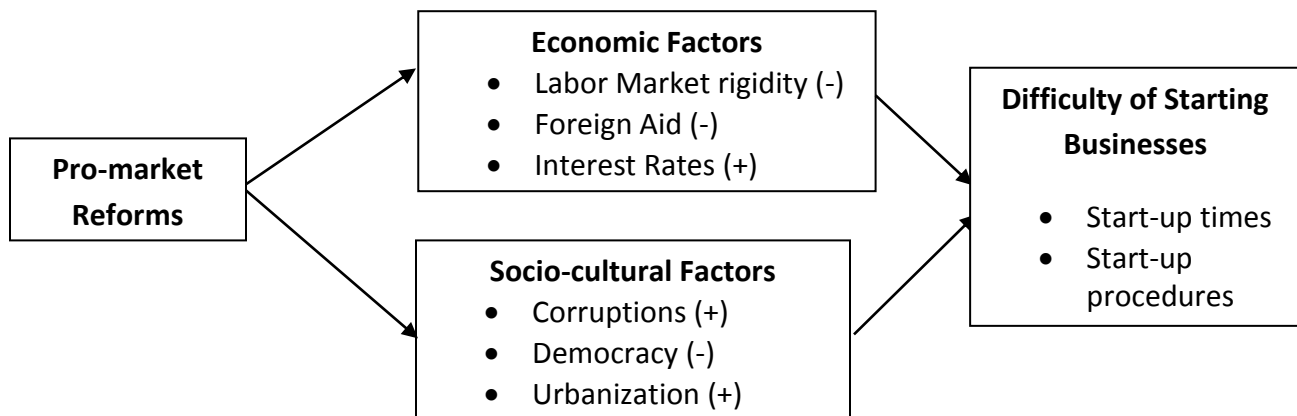 Pro-market
Reforms
Economic Factors
• Labor Market rigidity (-)
• Foreign Aid (-)
• Interest Rates (+)
Socio-cultural Factors
• Corruptions (+)
• Democracy (-)
• Urbanization (+)
Difficulty of Starting
Businesses
• Start-up times
• Start-up
procedures